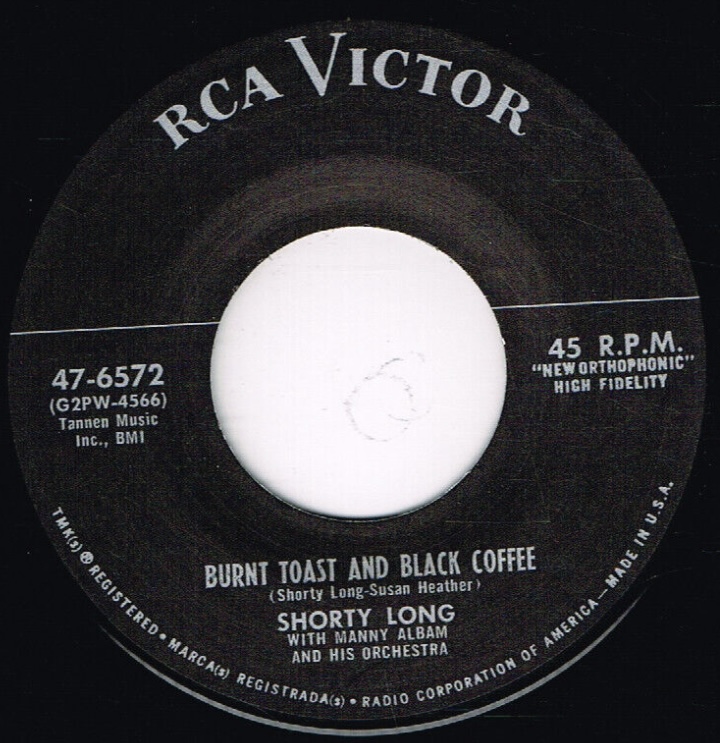 RCA VICTOR
47-6572
(G2PW-4566)
Tannen Music
Inc., BMI
45 R.P.M.
"NEW ORTHOPHONIC"
HIGH FIDELITY
BURNT TOAST AND BLACK COFFEE
(Shorty Long-Susan Heather)
SHORTY LONG
WITH MANNY ALBAM
AND HIS ORCHESTRA
TMK(s) ® REGISTERED • MARCA(s) REGISTRADA(s) • RADIO CORPORATION OF AMERICA—MADE IN U.S.A.